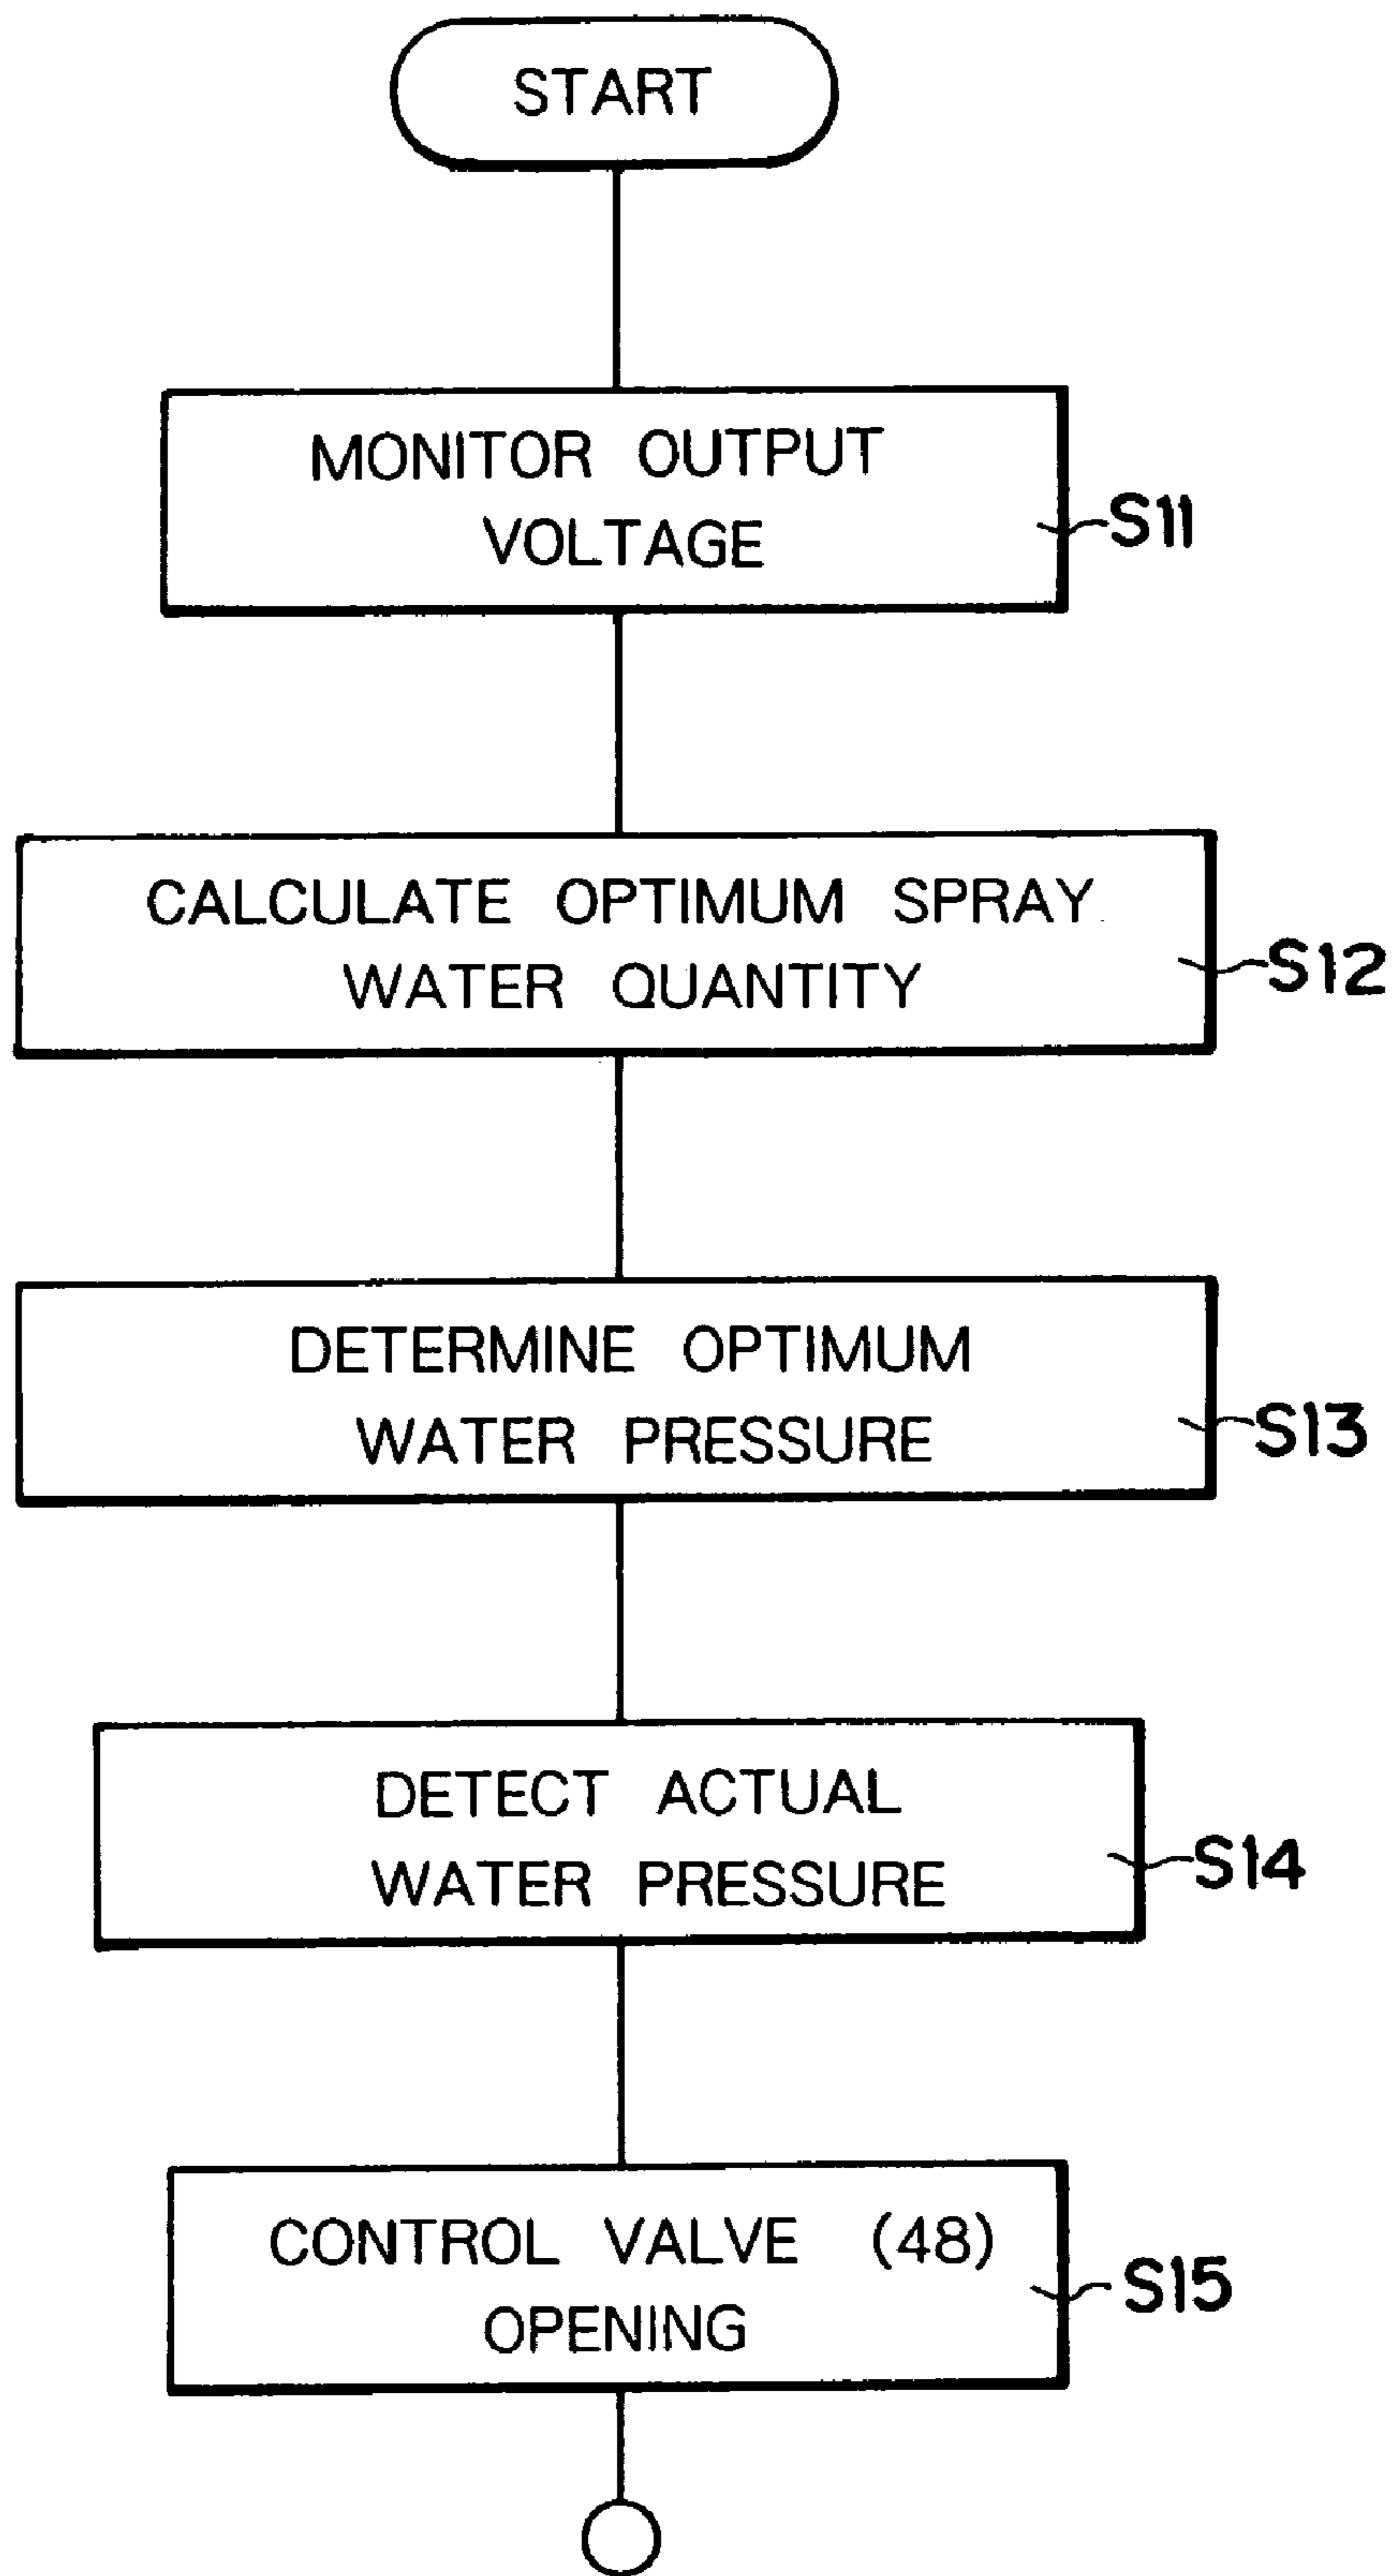 START
MONITOR OUTPUT
VOLTAGE
S11
CALCULATE OPTIMUM SPRAY
WATER QUANTITY
S12
DETERMINE OPTIMUM
WATER PRESSURE
S13
DETECT ACTUAL
WATER PRESSURE
S14
CONTROL VALVE (48)
OPENING
S15